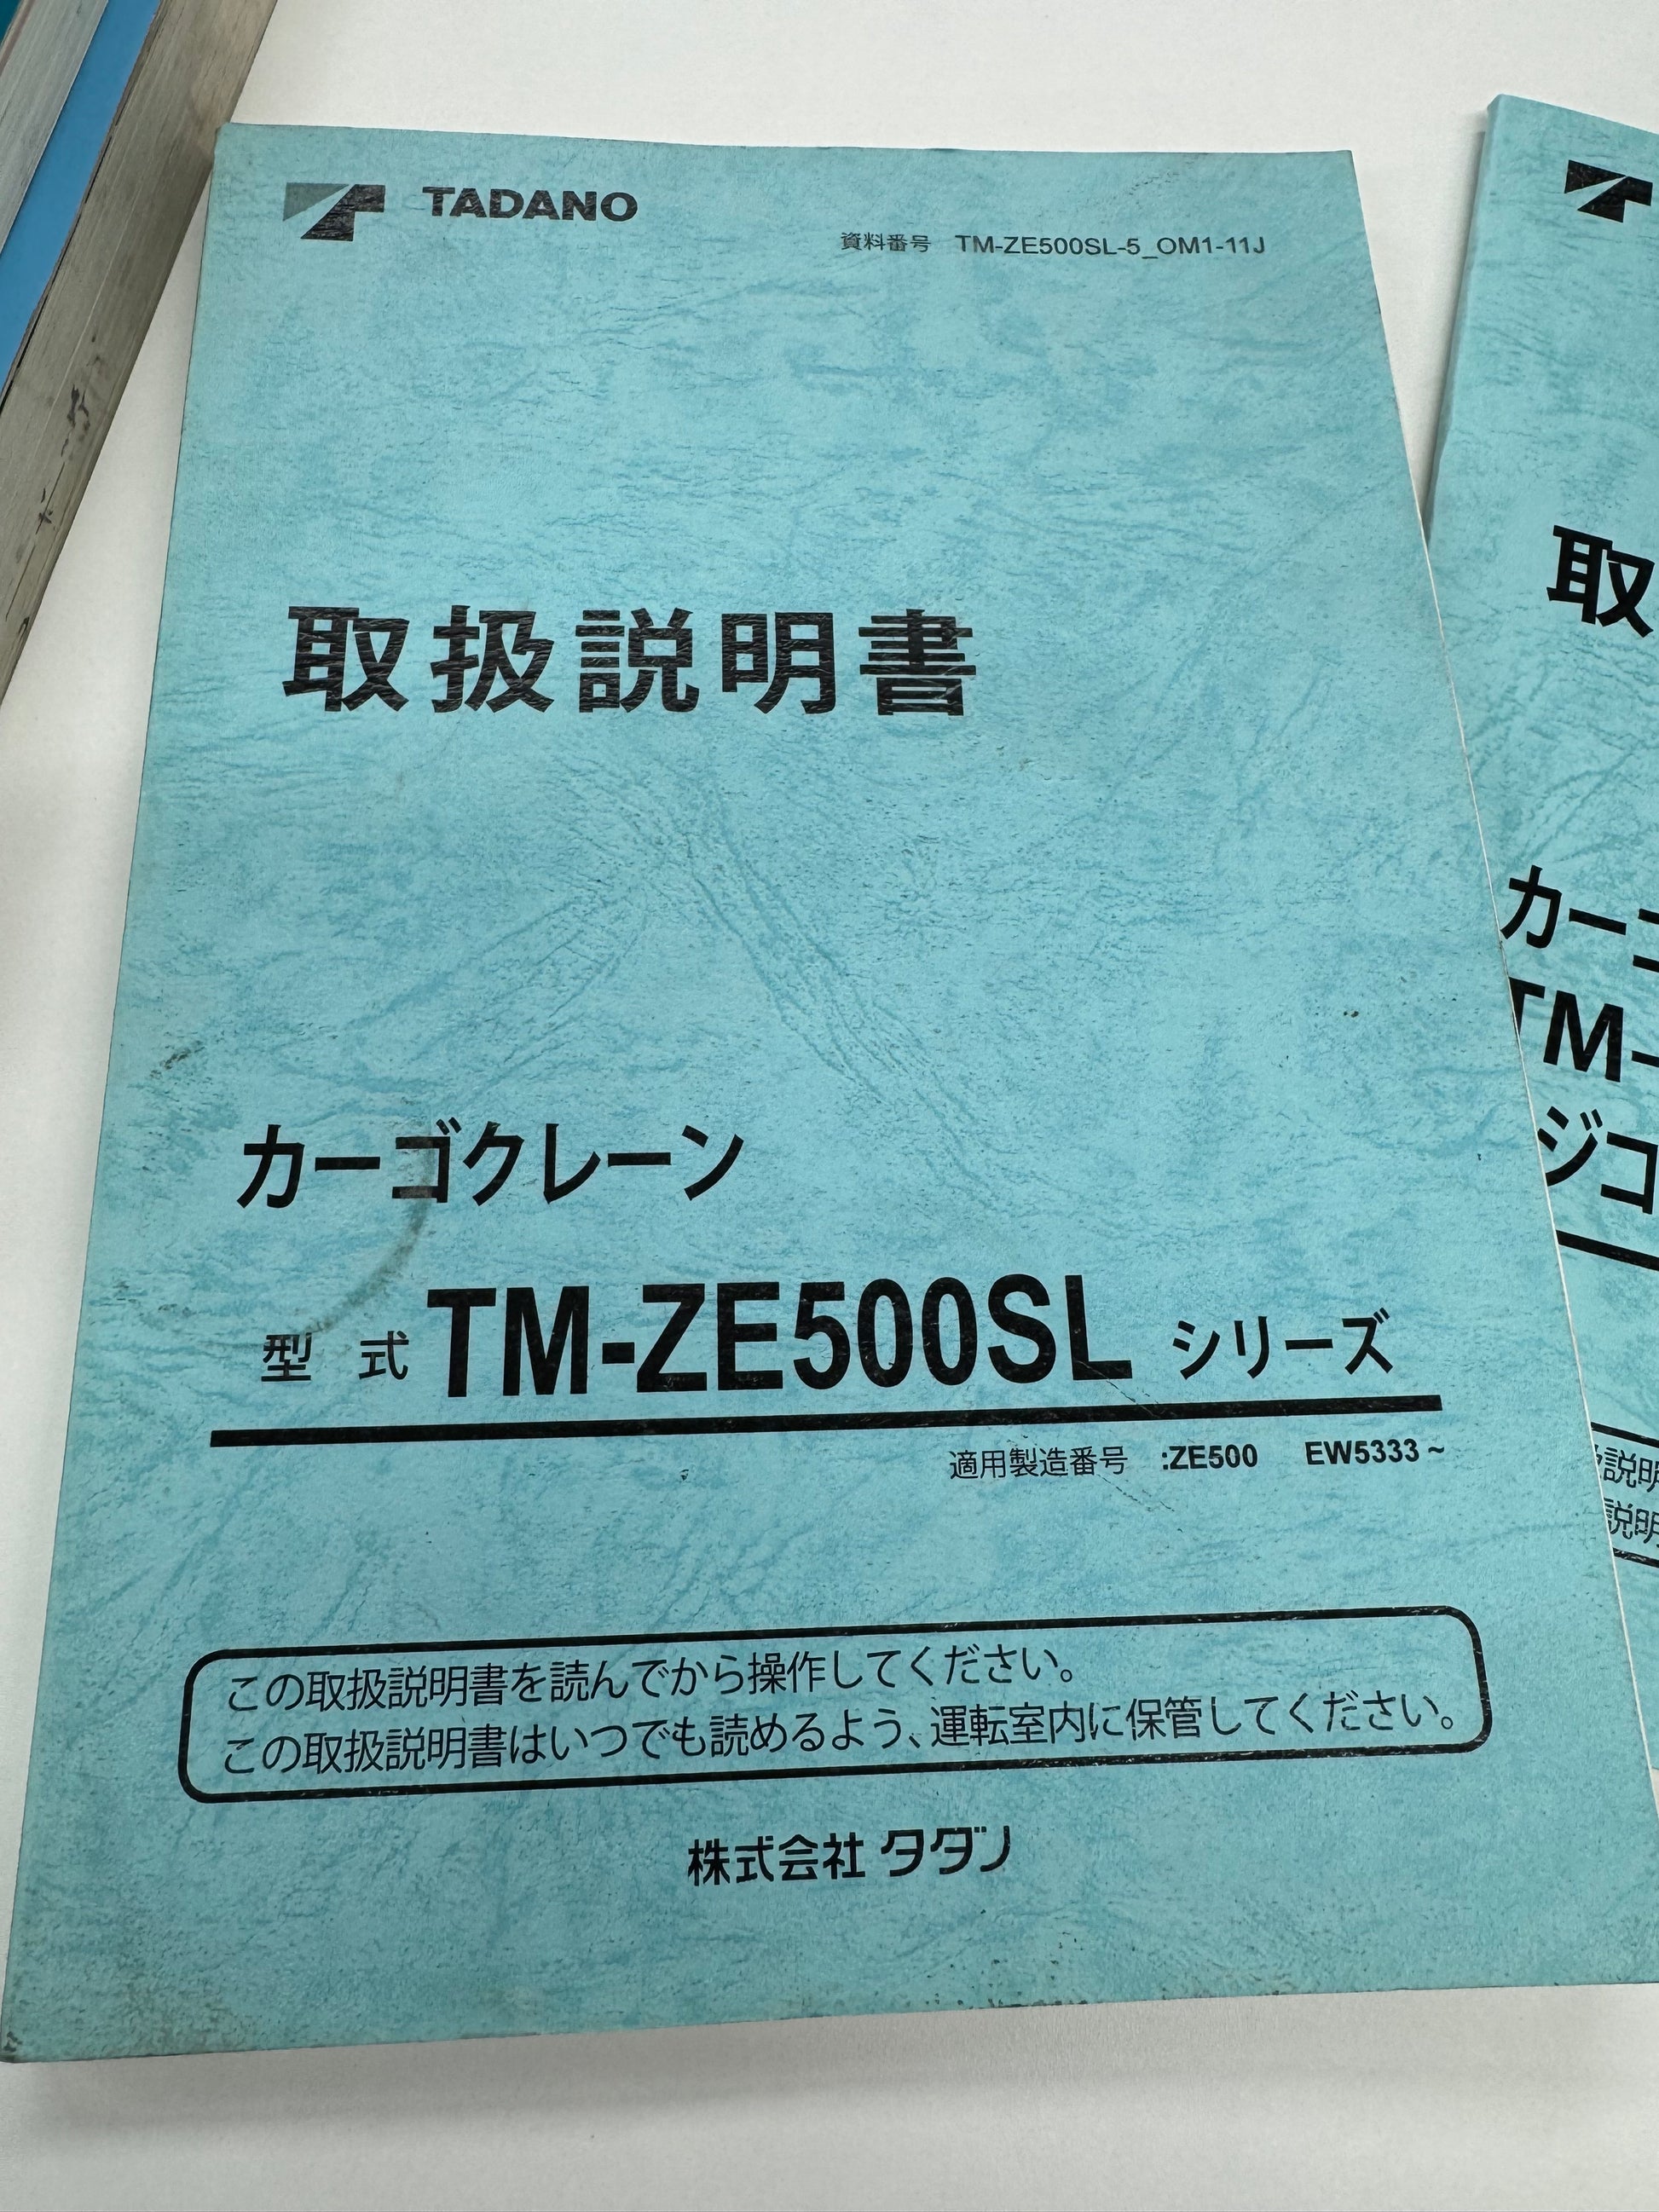 TADANO
資料番号 TM-ZE500SL-5_OM1-11J
取扱説明書
カーゴクレーン
型 式 TM-ZE500SL シリーズ
適用製造番号 :ZE500 EW5333～
この取扱説明書を読んでから操作してください。
この取扱説明書はいつでも読めるよう、運転室内に保管してください。
株式会社 タダノ
取
カーゴ
TM-
ジコ
説明
説明